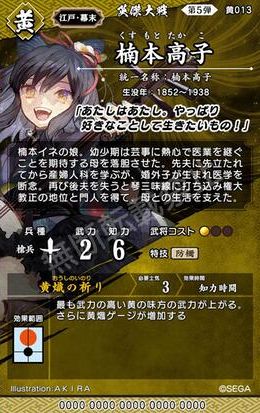 黄
江戸・幕末
英傑大戦
第5弾
黄013
くすもと たかこ
楠本高子
統一名称：楠本高子
生没年：1852〜1938
「あたしはあたし。やっぱり
好きなことして生きたいもの！」
楠本イネの娘。幼少期は芸事に熱心で医業を継ぐ
ことを期待する母を落胆させた。夫先に先立たれ
てから産婦人科を学ぶが、婚外子が生まれ医学を
断念。再び後夫を失うと琴三味線に打ち込み権大
教正の地位と門人を得て、母との生活を支えた。
兵種
武力
知力
武将コスト
槍兵
2
6
特技
防柵
おうしのいのり
黄熾の祈り
必要士気
3
効果時間
知力時間
効果範囲
最も武力の高い黄の味方の武力が上がる。
さらに黄熾ゲージが増加する
Illustration:AKIRA
©SEGA
0000-0000-0000-0000-0000